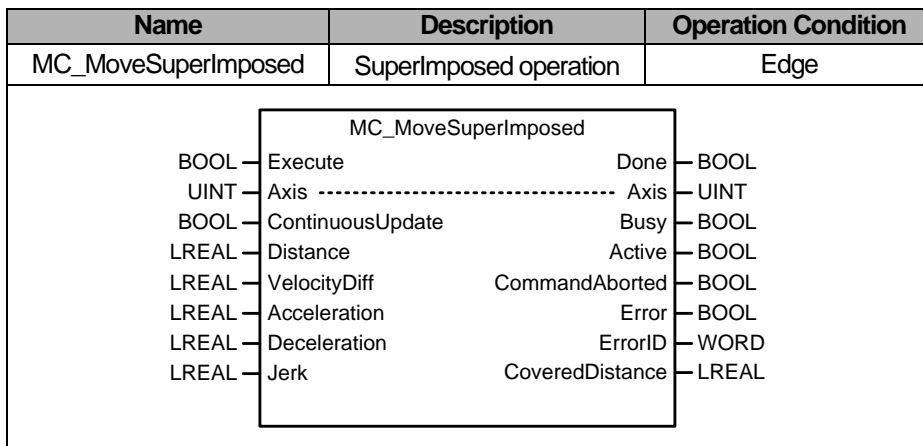 Name Description Operation Condition
MC_MoveSuperImposed SuperImposed operation Edge
MC_MoveSuperImposed
BOOL Execute Done BOOL
UINT Axis Axis UINT
BOOL ContinuousUpdate Busy BOOL
LREAL Distance Active BOOL
LREAL VelocityDiff CommandAborted BOOL
LREAL Acceleration Error BOOL
LREAL Deceleration ErrorID WORD
LREAL Jerk CoveredDistance LREAL